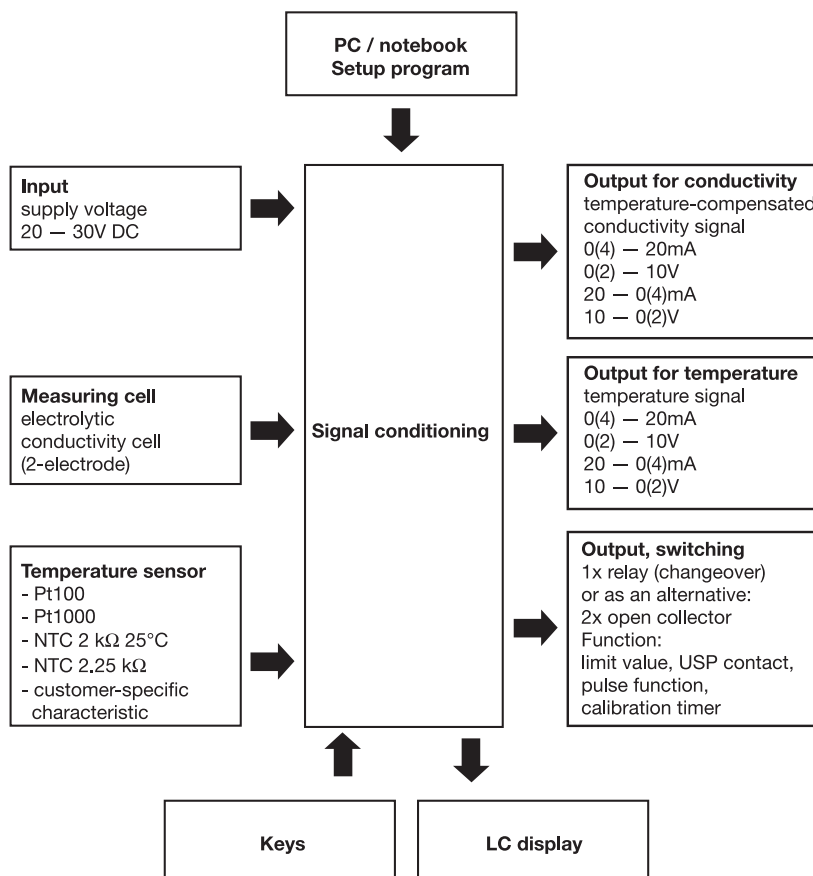 PC / notebook
Setup program
Input
supply voltage
20 — 30V DC
Measuring cell
electrolytic
conductivity cell
(2-electrode)
Temperature sensor
- Pt100
- Pt1000
- NTC 2 kΩ 25°C
- NTC 2.25 kΩ
- customer-specific
characteristic
Signal conditioning
Output for conductivity
temperature-compensated
conductivity signal
0(4) — 20mA
0(2) — 10V
20 — 0(4)mA
10 — 0(2)V
Output for temperature
temperature signal
0(4) — 20mA
0(2) — 10V
20 — 0(4)mA
10 — 0(2)V
Output, switching
1x relay (changeover)
or as an alternative:
2x open collector
Function:
limit value, USP contact,
pulse function,
calibration timer
Keys
LC display